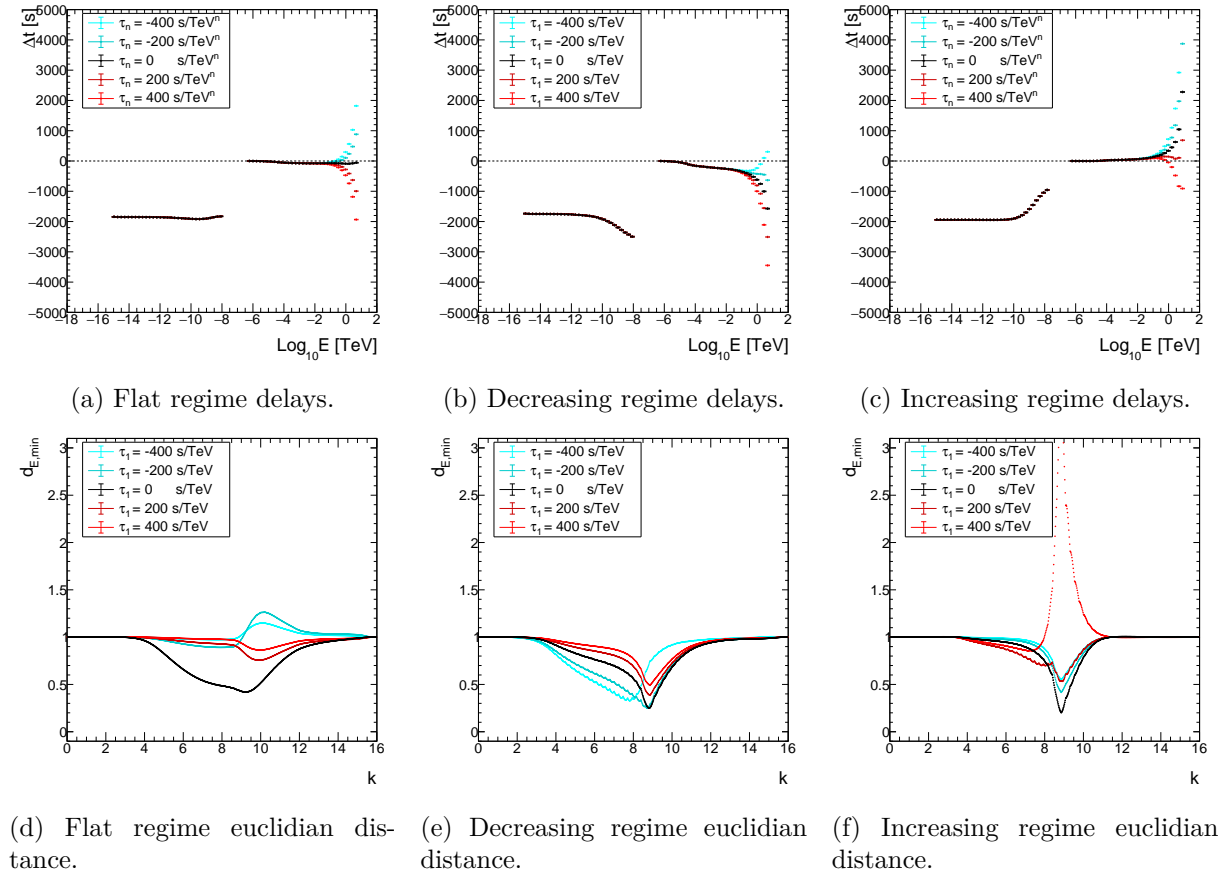 Δt [s]
5000
4000
3000
2000
1000
0
−1000
−2000
−3000
−4000
−5000
τn = -400 s/TeVⁿ
τn = -200 s/TeVⁿ
τn = 0 s/TeVⁿ
τn = 200 s/TeVⁿ
τn = 400 s/TeVⁿ
−18 −16 −14 −12 −10 −8 −6 −4 −2 0 2
Log₁₀E [TeV]
(a) Flat regime delays.
Δt [s]
5000
4000
3000
2000
1000
0
−1000
−2000
−3000
−4000
−5000
τ₁ = -400 s/TeV
τ₁ = -200 s/TeV
τ₁ = 0 s/TeV
τ₁ = 200 s/TeV
τ₁ = 400 s/TeV
−18 −16 −14 −12 −10 −8 −6 −4 −2 0 2
Log₁₀E [TeV]
(b) Decreasing regime delays.
Δt [s]
5000
4000
3000
2000
1000
0
−1000
−2000
−3000
−4000
−5000
τn = -400 s/TeVⁿ
τn = -200 s/TeVⁿ
τn = 0 s/TeVⁿ
τn = 200 s/TeVⁿ
τn = 400 s/TeVⁿ
−18 −16 −14 −12 −10 −8 −6 −4 −2 0 2
Log₁₀E [TeV]
(c) Increasing regime delays.
d_E,min
3
2.5
2
1.5
1
0.5
0
τ₁ = -400 s/TeV
τ₁ = -200 s/TeV
τ₁ = 0 s/TeV
τ₁ = 200 s/TeV
τ₁ = 400 s/TeV
0 2 4 6 8 10 12 14 16
k
(d) Flat regime euclidian dis-
tance.
d_E,min
3
2.5
2
1.5
1
0.5
0
τ₁ = -400 s/TeV
τ₁ = -200 s/TeV
τ₁ = 0 s/TeV
τ₁ = 200 s/TeV
τ₁ = 400 s/TeV
0 2 4 6 8 10 12 14 16
k
(e) Decreasing regime euclidian
distance.
d_E,min
3
2.5
2
1.5
1
0.5
0
τ₁ = -400 s/TeV
τ₁ = -200 s/TeV
τ₁ = 0 s/TeV
τ₁ = 200 s/TeV
τ₁ = 400 s/TeV
0 2 4 6 8 10 12 14 16
k
(f) Increasing regime euclidian
distance.